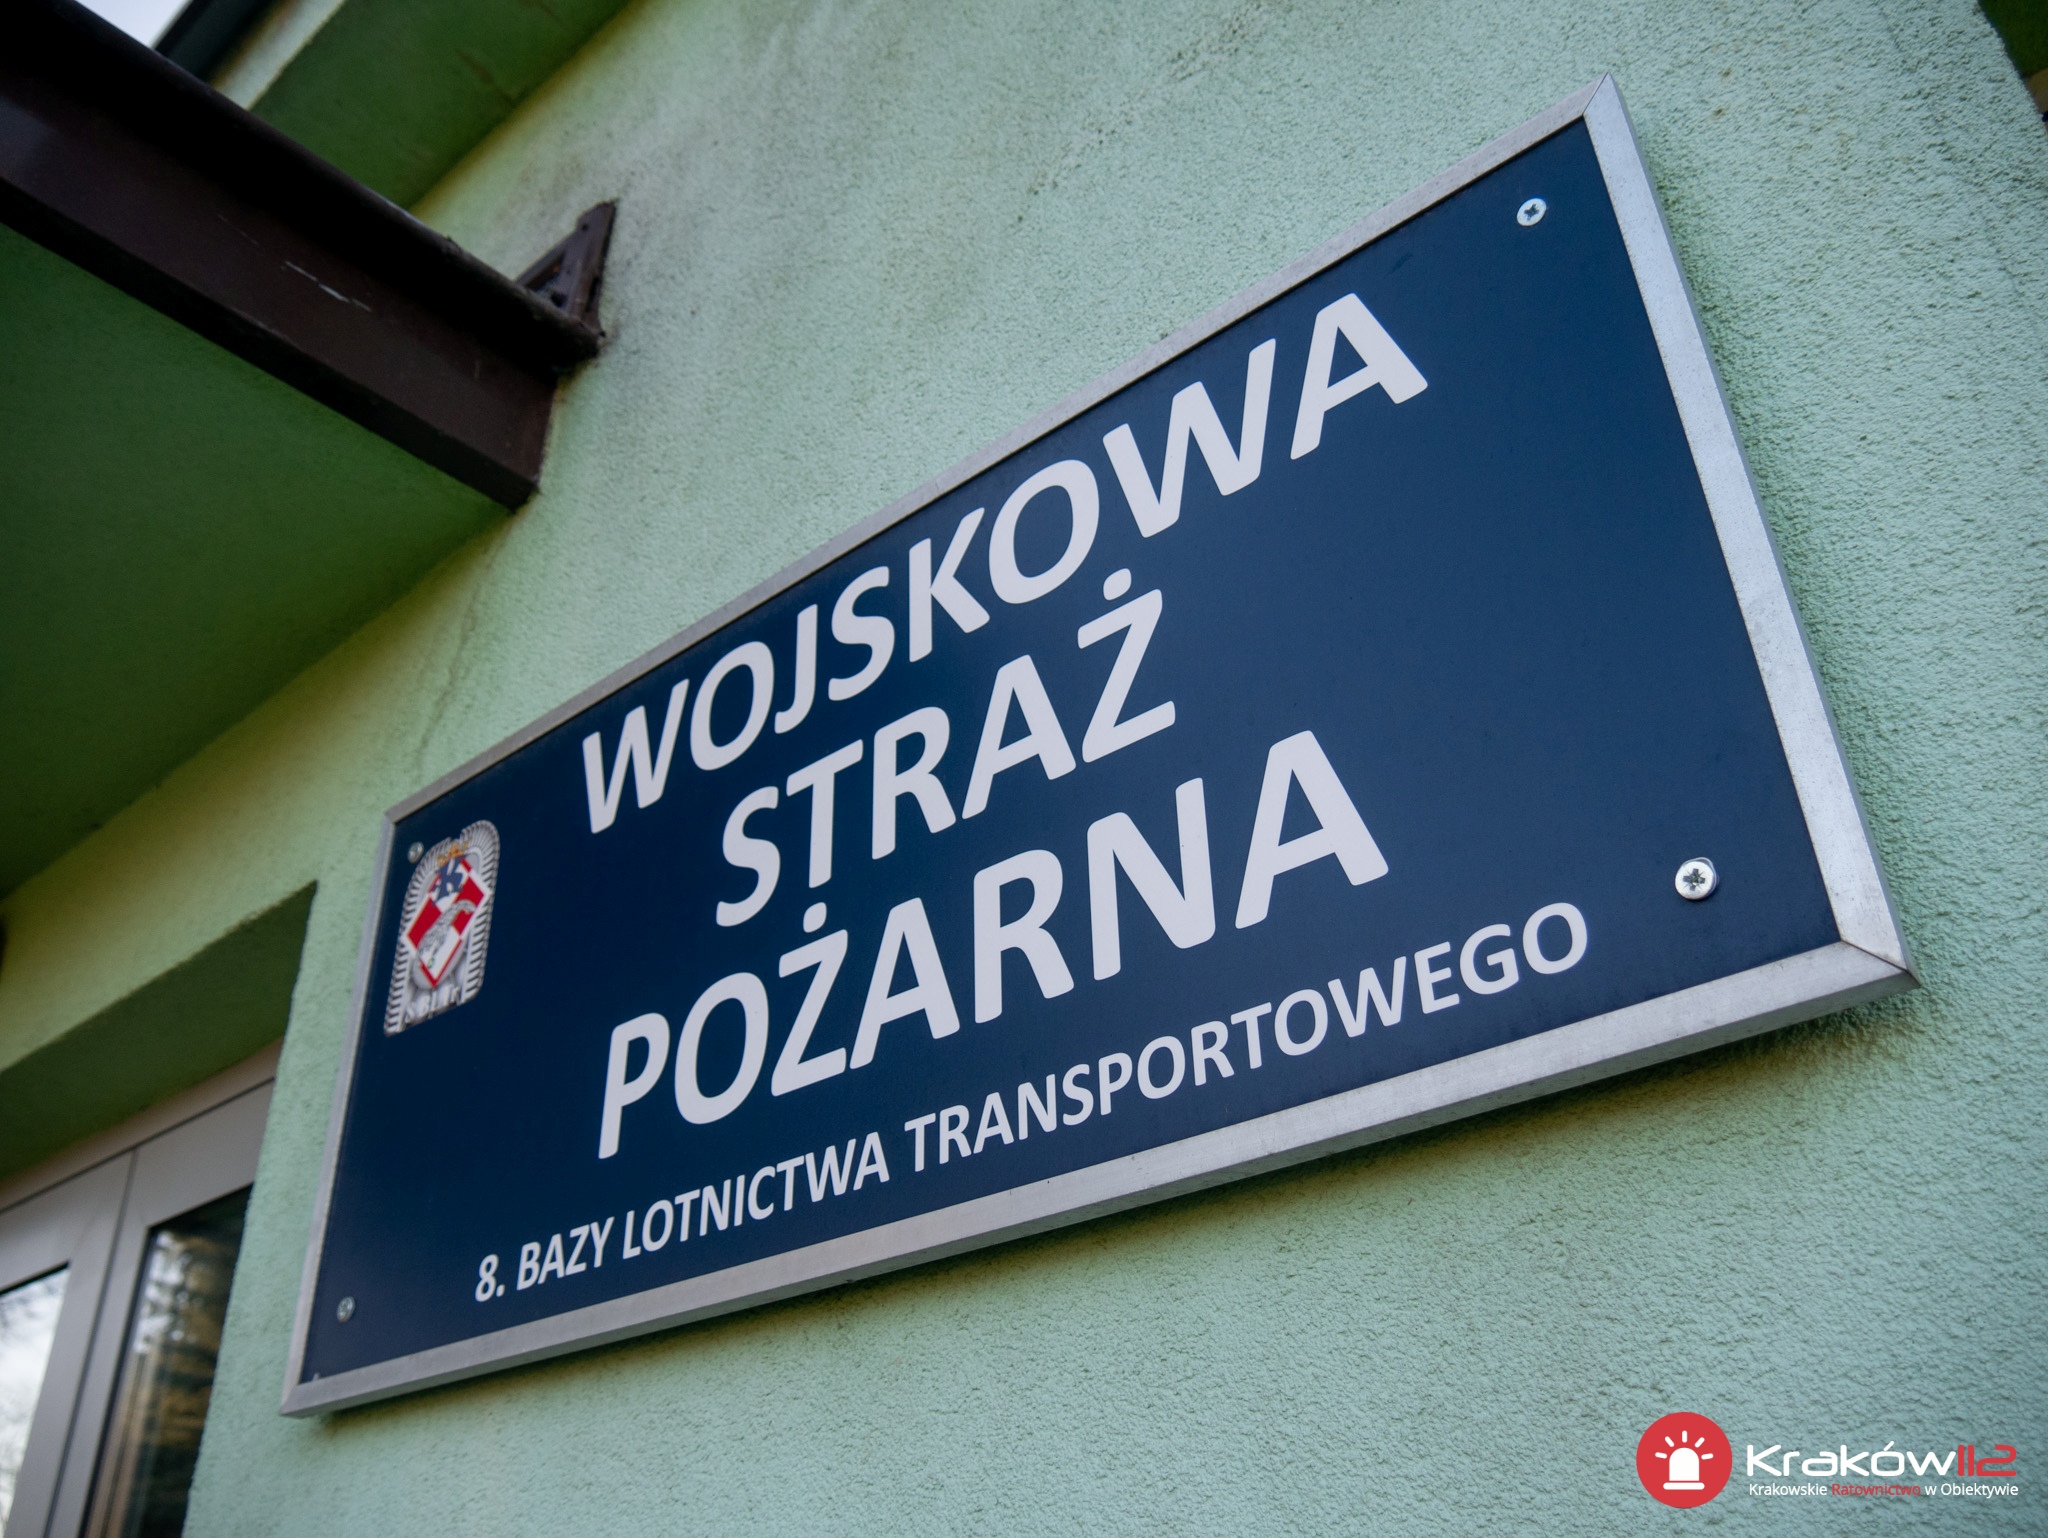 WOJSKOWA
STRAŻ
POŻARNA
8. BAZY LOTNICTWA TRANSPORTOWEGO
Kraków112
Krakowskie Ratownictwo w Obiektywie